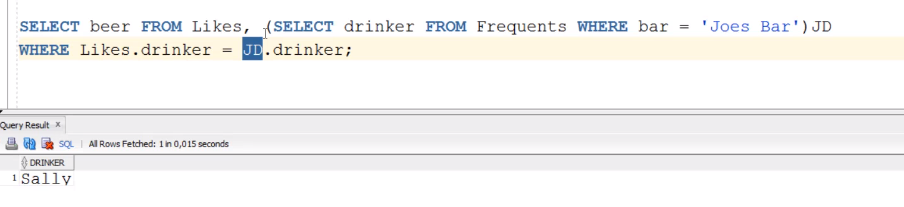 SELECT beer FROM Likes, (SELECT drinker FROM Frequents WHERE bar = 'Joes Bar')JD
WHERE Likes.drinker = JD.drinker;
Query Result x
SQL | All Rows Fetched: 1 in 0,015 seconds
DRINKER
1 Sally